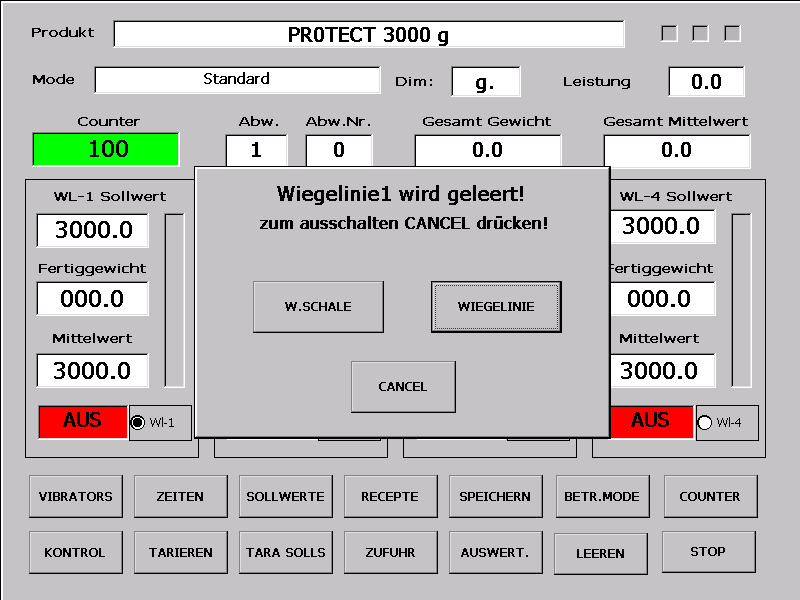 Produkt PR0TECT 3000 g
Mode Standard Dim: g. Leistung 0.0
Counter Abw. Abw.Nr. Gesamt Gewicht Gesamt Mittelwert
100 1 0 0.0 0.0
Wiegelinie1 wird geleert!
zum ausschalten CANCEL drücken!
W.SCHALE WIEGELINIE
CANCEL
WL-1 Sollwert
3000.0
Fertiggewicht
000.0
Mittelwert
3000.0
AUS Wl-1
WL-4 Sollwert
3000.0
Fertiggewicht
000.0
Mittelwert
3000.0
AUS Wl-4
VIBRATORS ZEITEN SOLLWERTE RECEPTE SPEICHERN BETR.MODE COUNTER
KONTROL TARIEREN TARA SOLLS ZUFUHR AUSWERT. LEEREN STOP